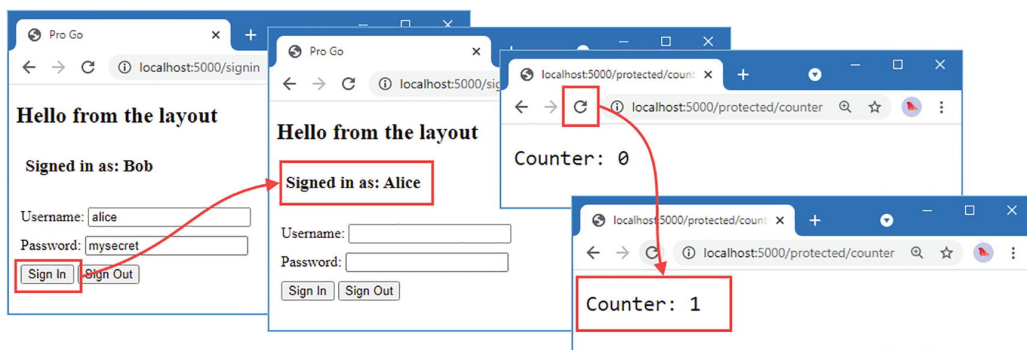 Pro Go
localhost:5000/signin
Hello from the layout
Signed in as: Bob
Username: alice
Password: mysecret
Sign In Sign Out
Pro Go
localhost:5000/sig
Hello from the layout
Signed in as: Alice
Username:
Password:
Sign In Sign Out
localhost:5000/protected/count
localhost:5000/protected/counter
Counter: 0
localhost:5000/protected/count
localhost:5000/protected/counter
Counter: 1